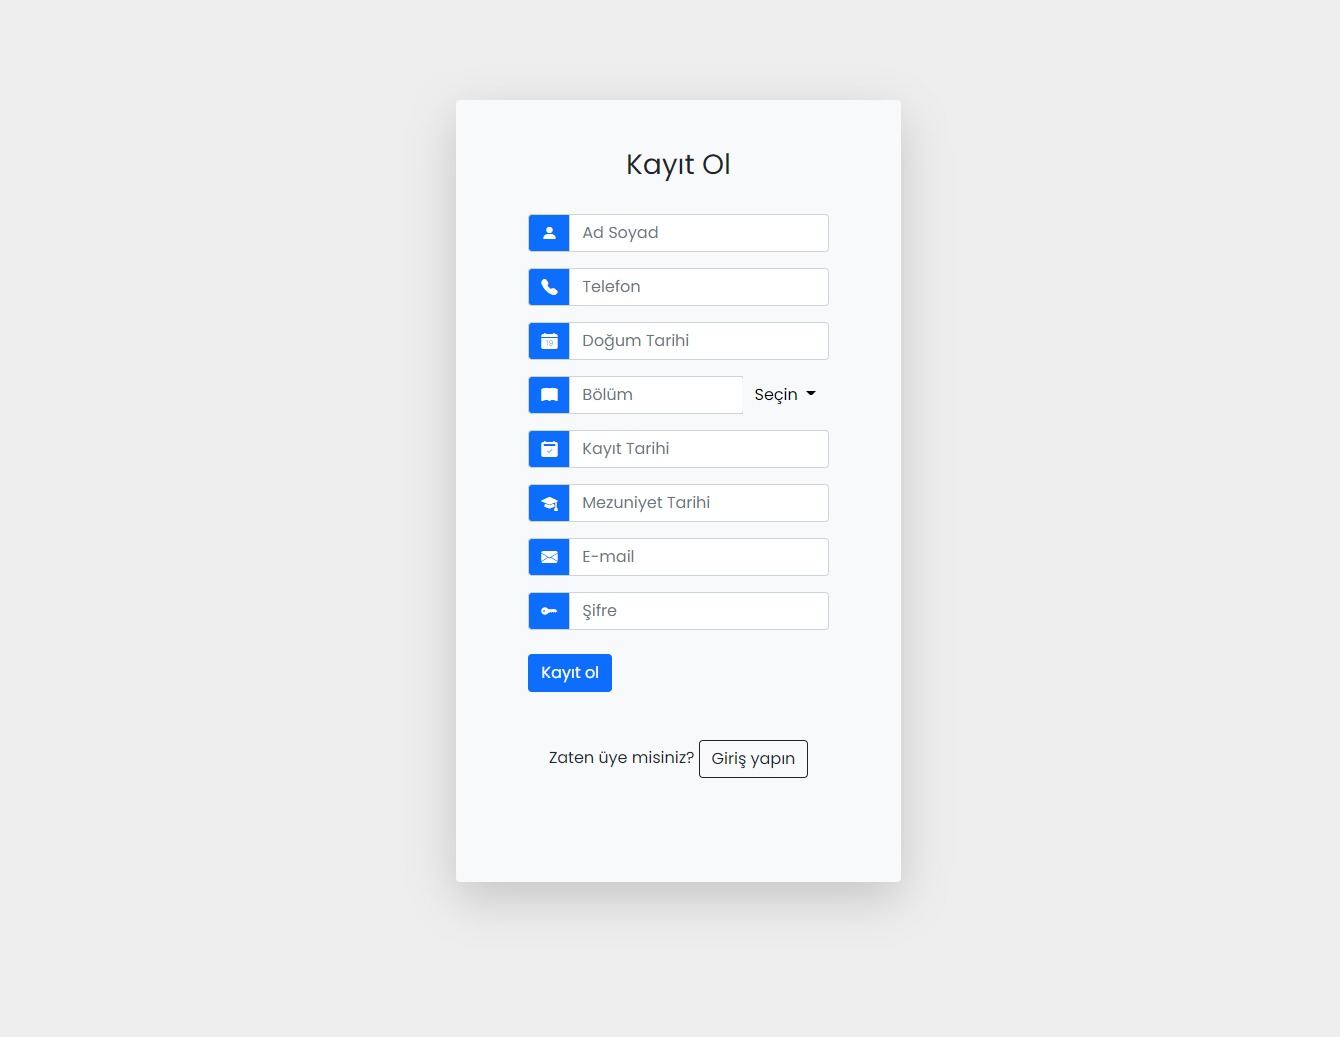 Kayıt Ol
Ad Soyad
Telefon
19
Doğum Tarihi
Bölüm
Seçin
Kayıt Tarihi
Mezuniyet Tarihi
E-mail
Şifre
Kayıt ol
Zaten üye misiniz? Giriş yapın